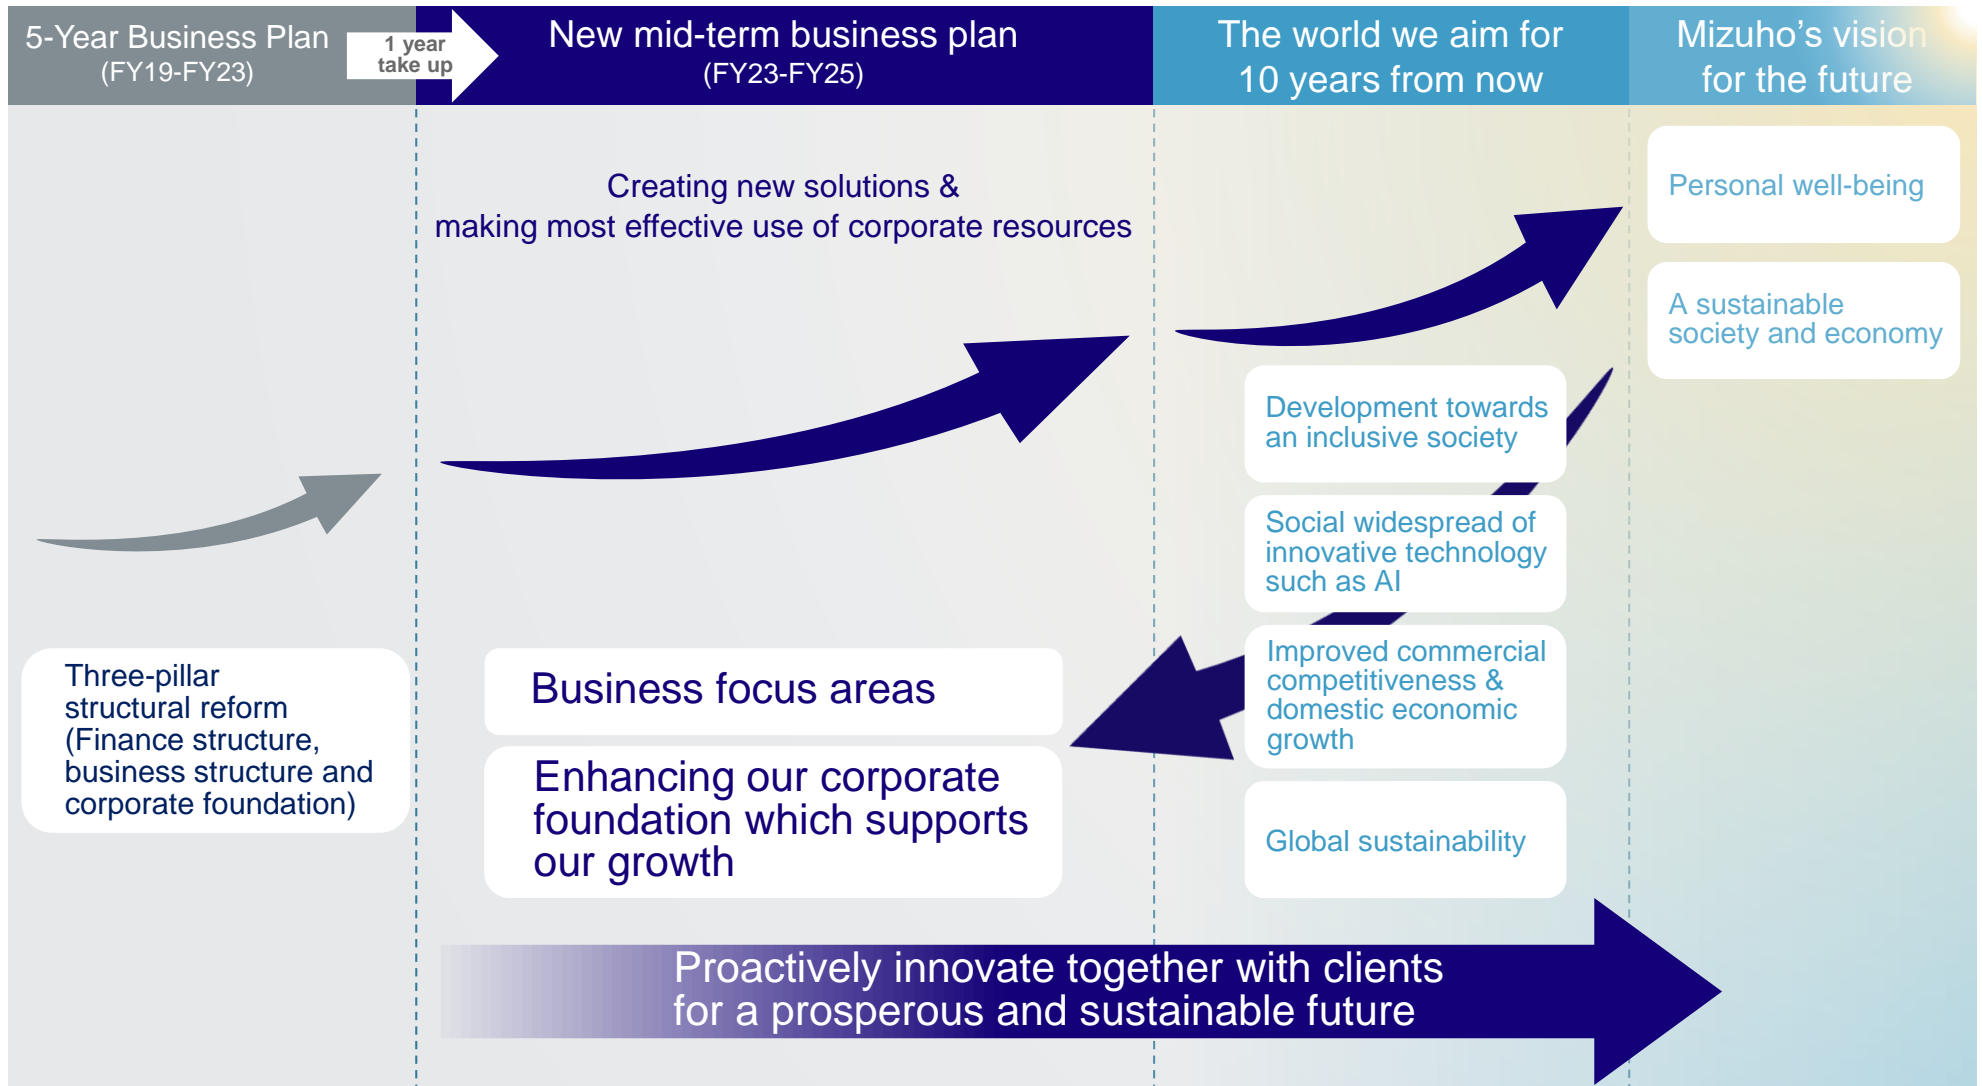 5-Year Business Plan
(FY19-FY23)
1 year
take up
New mid-term business plan
(FY23-FY25)
The world we aim for
10 years from now
Mizuho's vision
for the future
Creating new solutions &
making most effective use of corporate resources
Personal well-being
A sustainable
society and economy
Development towards
an inclusive society
Social widespread of
innovative technology
such as AI
Improved commercial
competitiveness &
domestic economic
growth
Global sustainability
Three-pillar
structural reform
(Finance structure,
business structure and
corporate foundation)
Business focus areas
Enhancing our corporate
foundation which supports
our growth
Proactively innovate together with clients
for a prosperous and sustainable future